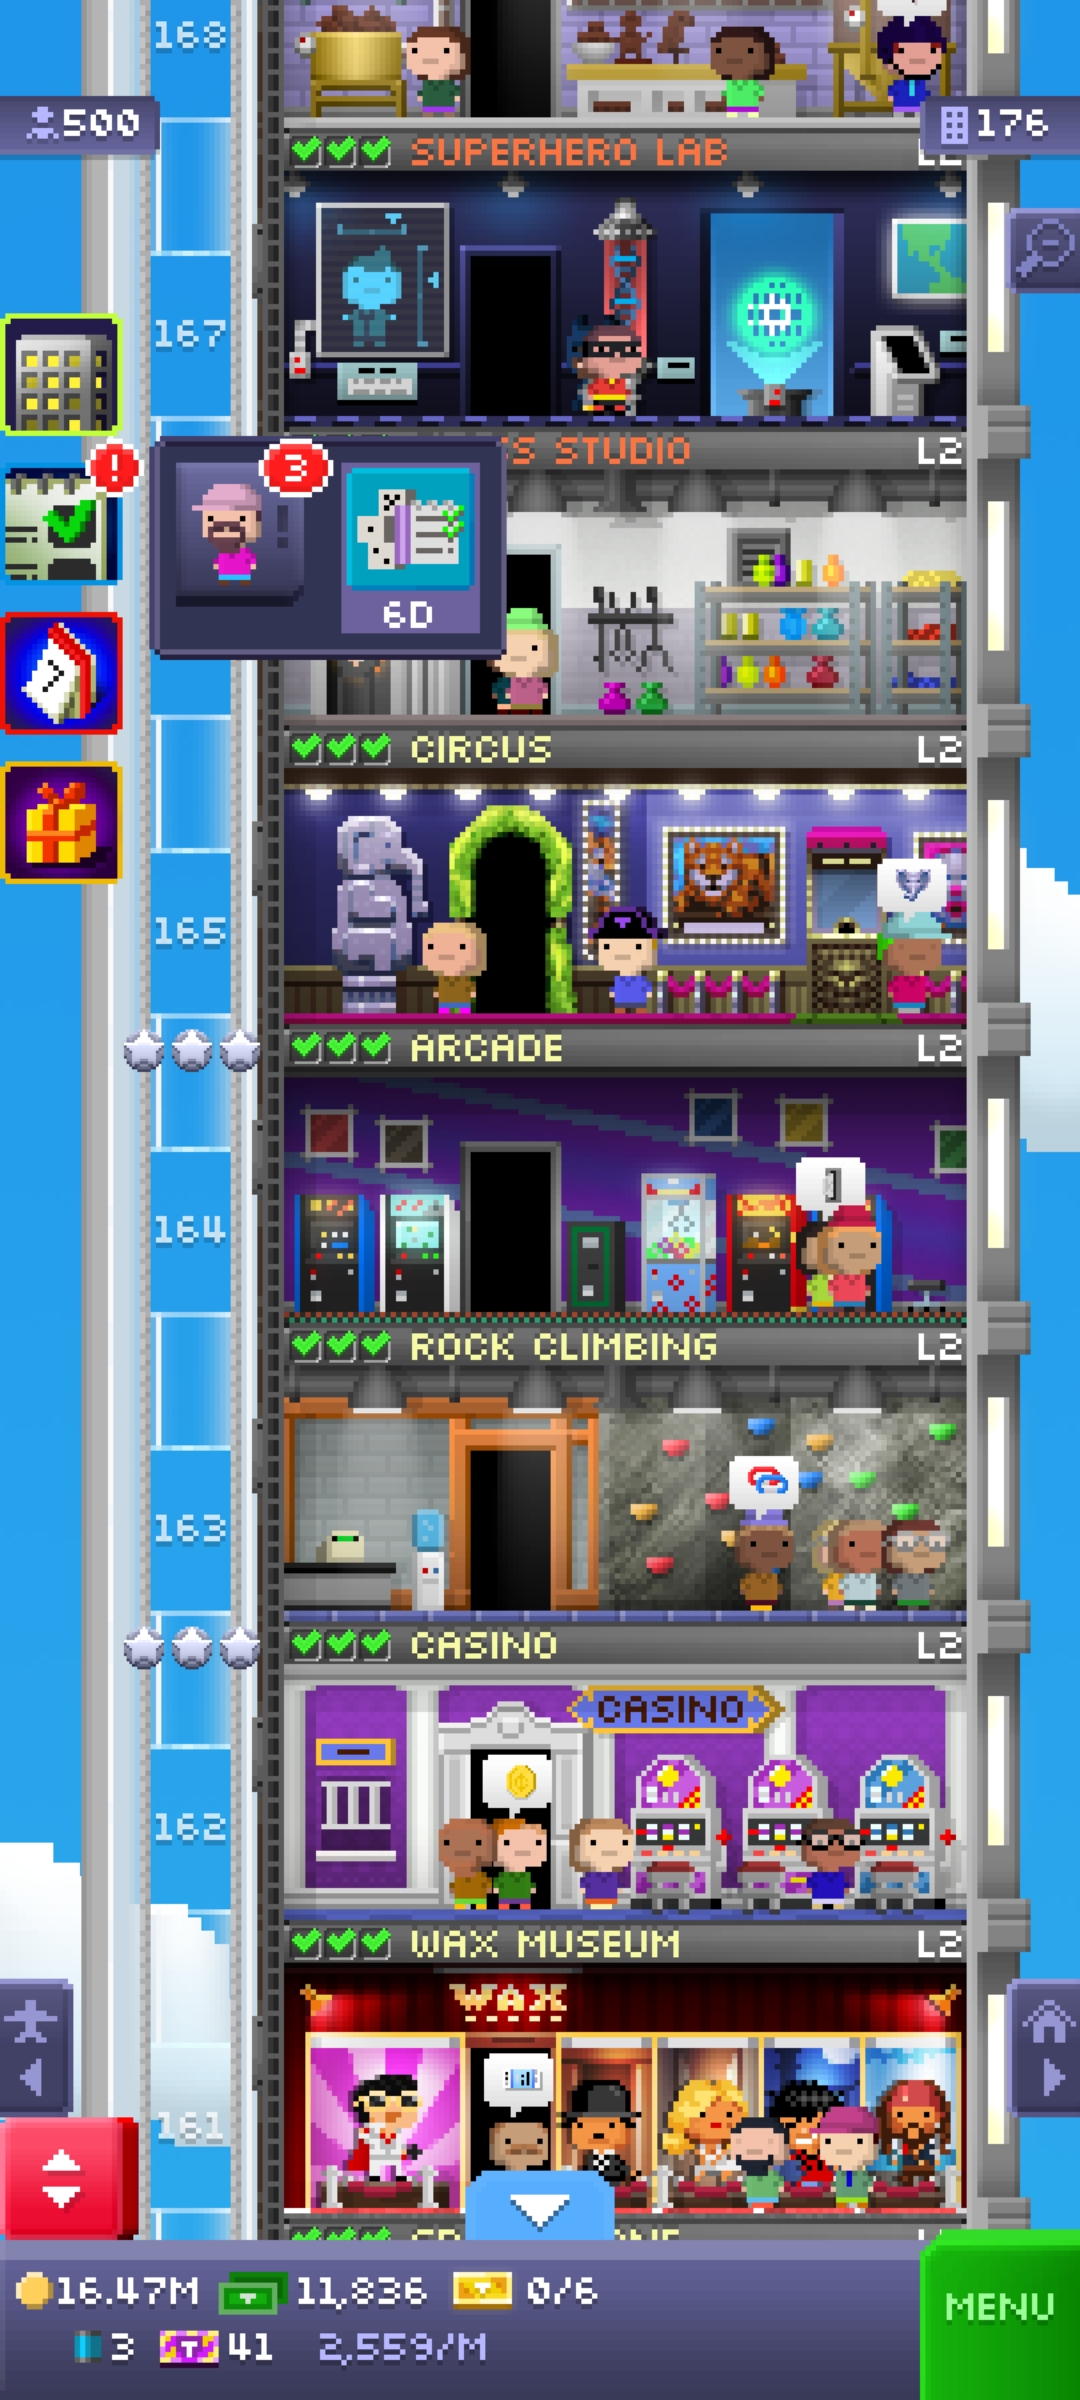 168
500
176
SUPERHERO LAB
167
S STUDIO L2
3
6D
CIRCUS L2
165
ARCADE L2
164
ROCK CLIMBING L2
163
CASINO L2
CASINO
162
WAX MUSEUM L2
WAX
161
16.47M 11,836 0/6
MENU
3 T 41 2,559/M